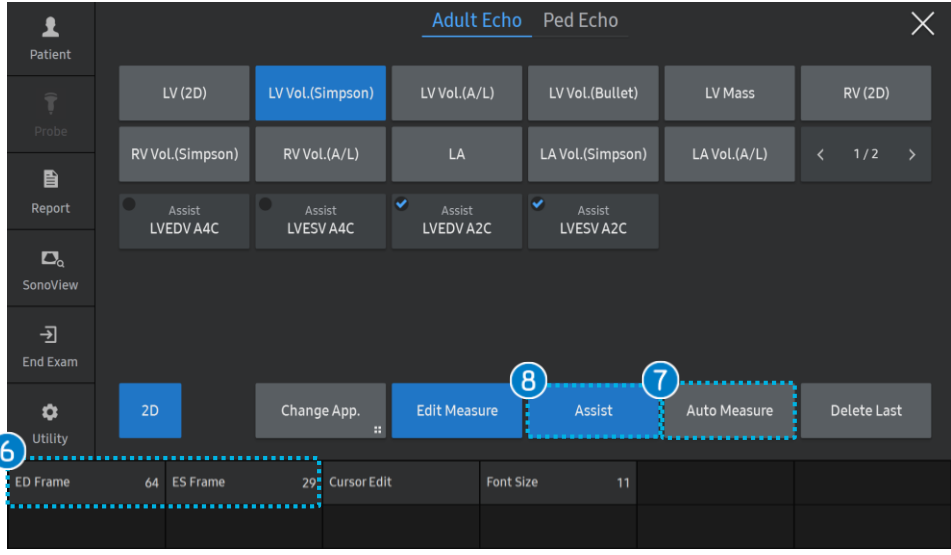 Adult Echo Ped Echo
Patient
Probe
Report
SonoView
End Exam
Utility
LV (2D) LV Vol.(Simpson) LV Vol.(A/L) LV Vol.(Bullet) LV Mass RV (2D)
RV Vol.(Simpson) RV Vol.(A/L) LA LA Vol.(Simpson) LA Vol.(A/L) < 1 / 2 >
Assist Assist Assist Assist
LVEDV A4C LVESV A4C LVEDV A2C LVESV A2C
8 7
2D Change App. Edit Measure Assist Auto Measure Delete Last
6
ED Frame 64 ES Frame 29 Cursor Edit Font Size 11